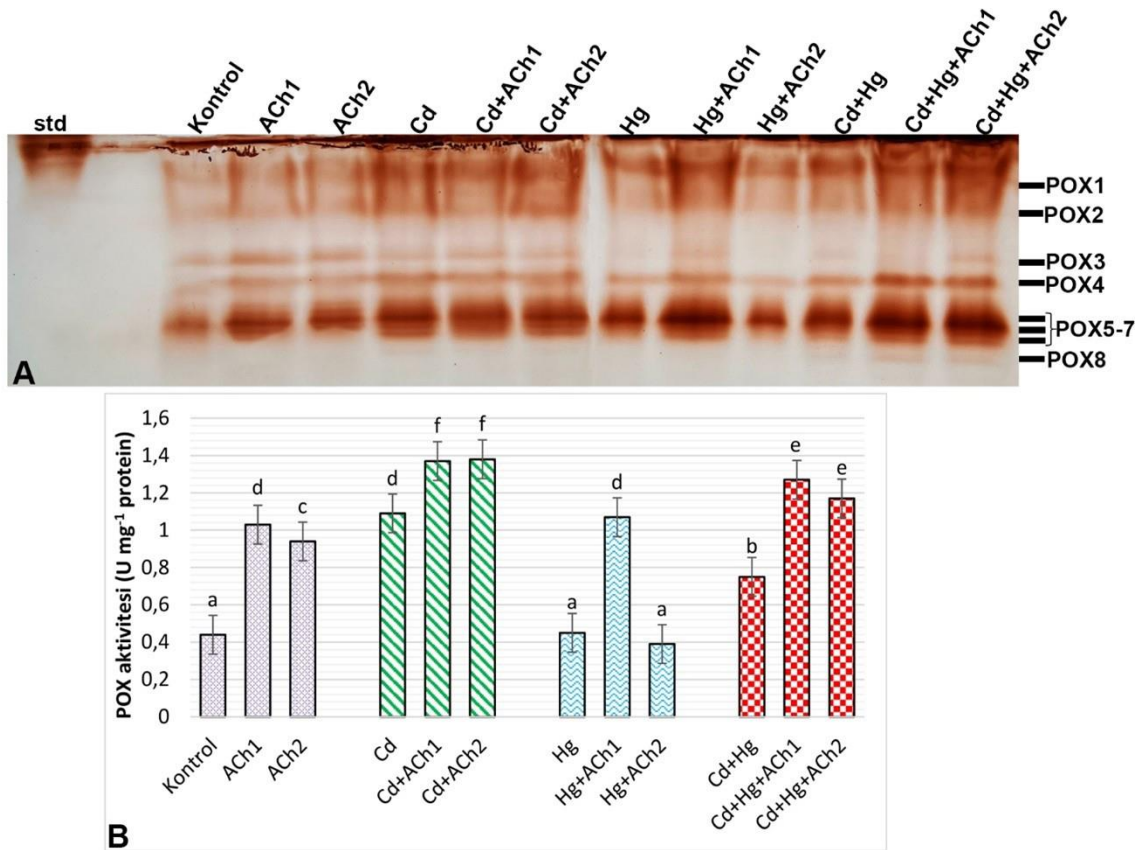 std
Kontrol
ACh1
ACh2
Cd
Cd+ACh1
Cd+ACh2
Hg
Hg+ACh1
Hg+ACh2
Cd+Hg
Cd+Hg+ACh1
Cd+Hg+ACh2
POX1
POX2
POX3
POX4
POX5-7
POX8
A
POX aktivitesi (U mg⁻¹ protein)
1,6
1,4
1,2
1
0,8
0,6
0,4
0,2
0
a
d
c
d
f
f
a
d
a
b
e
e
Kontrol
ACh1
ACh2
Cd
Cd+ACh1
Cd+ACh2
Hg
Hg+ACh1
Hg+ACh2
Cd+Hg
Cd+Hg+ACh1
Cd+Hg+ACh2
B